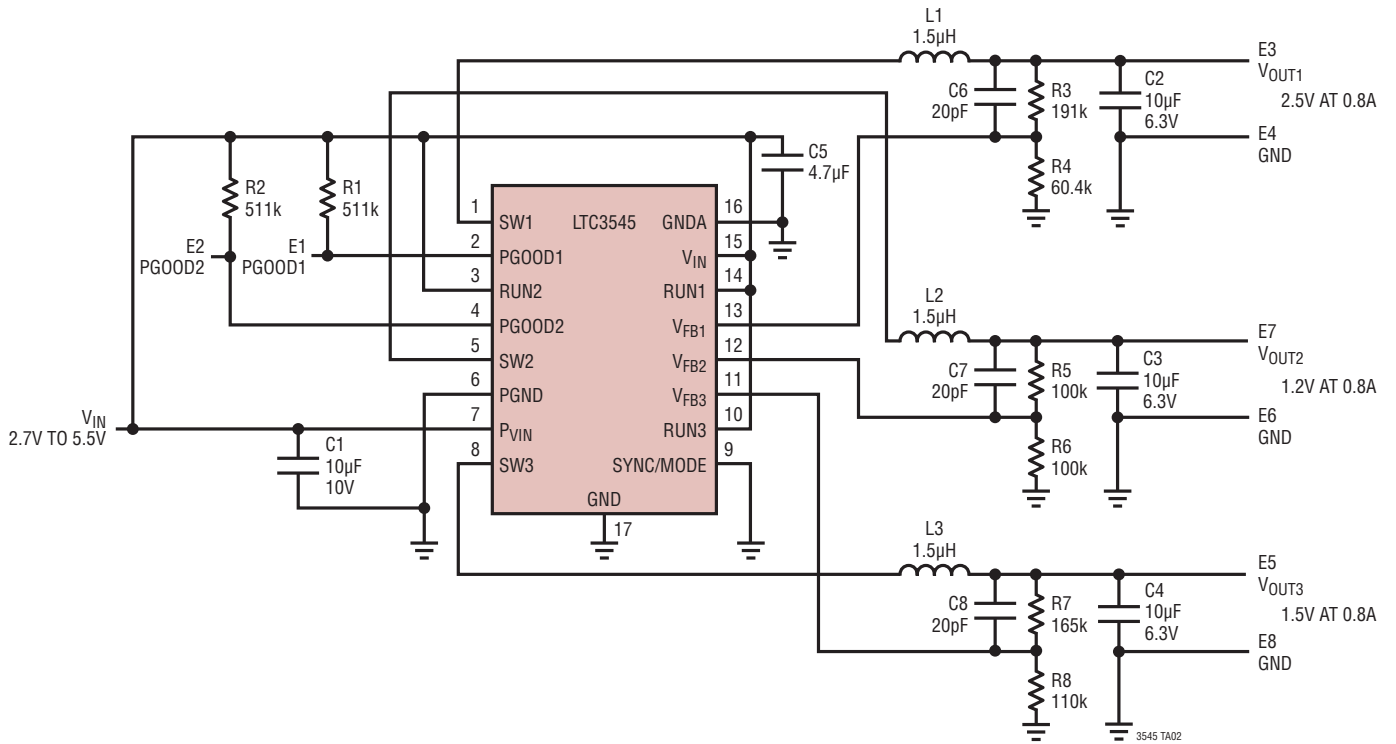 L1
1.5µH
E3
VOUT1
2.5V AT 0.8A
C6
20pF
R3
191k
C2
10µF
6.3V
E4
GND
R4
60.4k
C5
4.7µF
R2
511k
R1
511k
E2
PGOOD2
E1
PGOOD1
LTC3545
1
SW1
2
PGOOD1
3
RUN2
4
PGOOD2
5
SW2
6
PGND
7
PVIN
8
SW3
GND
17
16
GNDA
15
VIN
14
RUN1
13
VFB1
12
VFB2
11
VFB3
10
RUN3
9
SYNC/MODE
VIN
2.7V TO 5.5V
C1
10µF
10V
L2
1.5µH
E7
VOUT2
1.2V AT 0.8A
C7
20pF
R5
100k
C3
10µF
6.3V
E6
GND
R6
100k
L3
1.5µH
E5
VOUT3
1.5V AT 0.8A
C8
20pF
R7
165k
C4
10µF
6.3V
E8
GND
R8
110k
3545 TA02